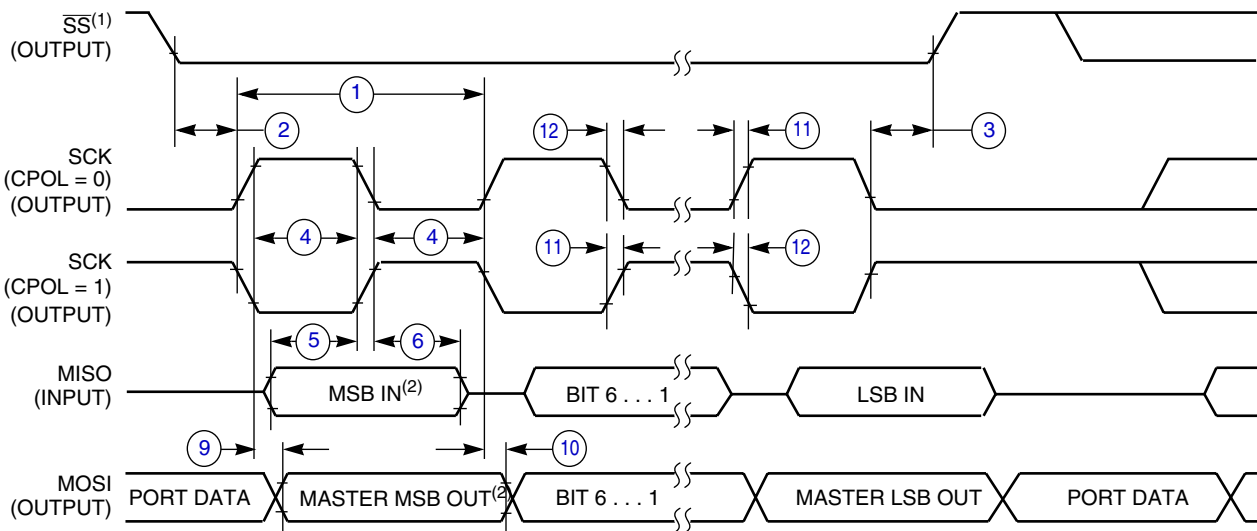 SS(1)
(OUTPUT)
1
2
12
11
3
SCK
(CPOL = 0)
(OUTPUT)
4
4
11
12
SCK
(CPOL = 1)
(OUTPUT)
5
6
MISO
(INPUT)
MSB IN(2)
BIT 6 . . . 1
LSB IN
9
10
MOSI
(OUTPUT)
PORT DATA
MASTER MSB OUT(2)
BIT 6 . . . 1
MASTER LSB OUT
PORT DATA